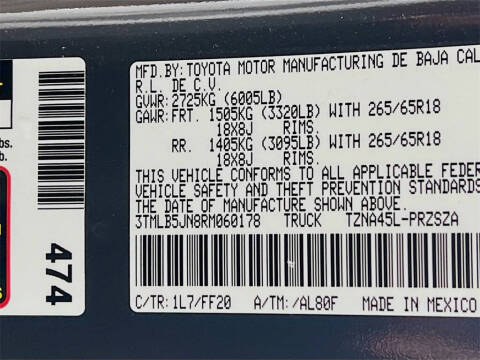 MFD.BY: TOYOTA MOTOR MANUFACTURING DE BAJA CAL
R.L. DE C.V.
GVWR: 2725KG (6005LB)
GAWR: FRT. 1505KG (3320LB) WITH 265/65R18
18X8J RIMS.
RR. 1405KG (3095LB) WITH 265/65R18
18X8J RIMS.
THIS VEHICLE CONFORMS TO ALL APPLICABLE FEDER
VEHICLE SAFETY AND THEFT PREVENTION STANDARDS
THE DATE OF MANUFACTURE SHOWN ABOVE.
3TMLB5JN8RM060178 TRUCK TZNA45L-PRZSZA
C/TR: 1L7/FF20 A/TM: /AL80F MADE IN MEXICO
474
bs.
b.